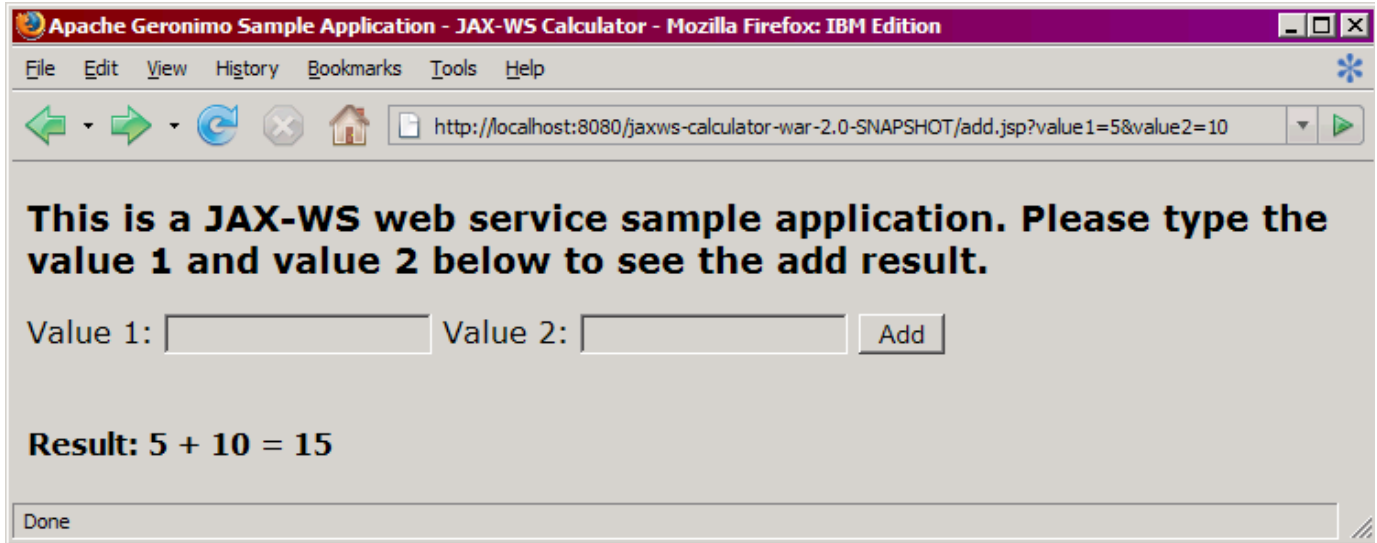 Apache Geronimo Sample Application - JAX-WS Calculator - Mozilla Firefox: IBM Edition
File Edit View History Bookmarks Tools Help
http://localhost:8080/jaxws-calculator-war-2.0-SNAPSHOT/add.jsp?value1=5&value2=10
This is a JAX-WS web service sample application. Please type the
value 1 and value 2 below to see the add result.
Value 1: Value 2: Add
Result: 5 + 10 = 15
Done